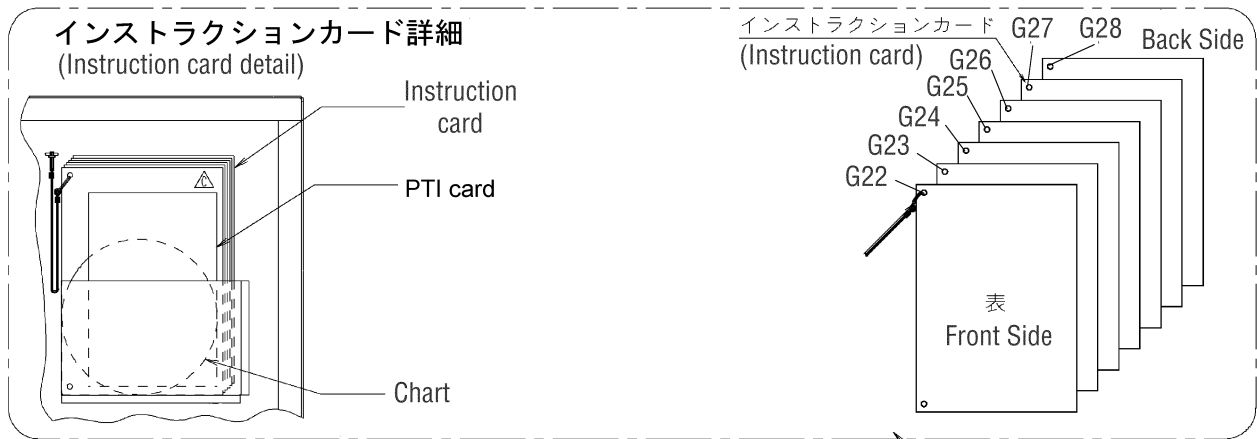 インストラクションカード詳細
(Instruction card detail)
Instruction
card
PTI card
Chart
C
インストラクションカード
(Instruction card)
G22
G23
G24
G25
G26
G27
G28
Back Side
表
Front Side